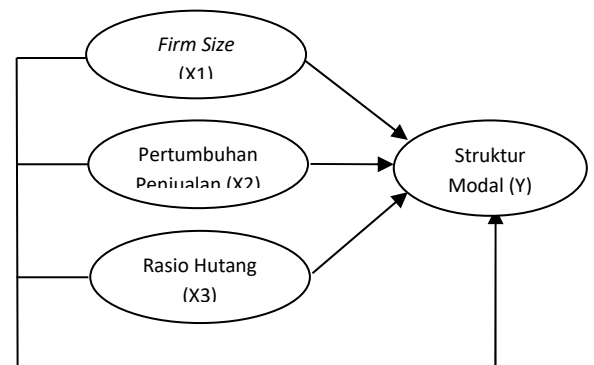 Firm Size
(X1)
Pertumbuhan
Penjualan (X2)
Struktur
Modal (Y)
Rasio Hutang
(X3)